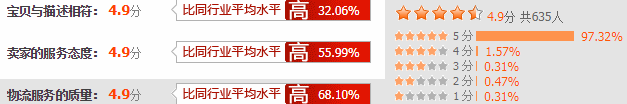 宝贝与描述相符： 4.9分 比同行业平均水平 高 32.06%
卖家的服务态度： 4.9分 比同行业平均水平 高 55.99%
物流服务的质量： 4.9分 比同行业平均水平 高 68.10%
4.9分 共635人
5分 97.32%
4分 1.57%
3分 0.31%
2分 0.47%
1分 0.31%